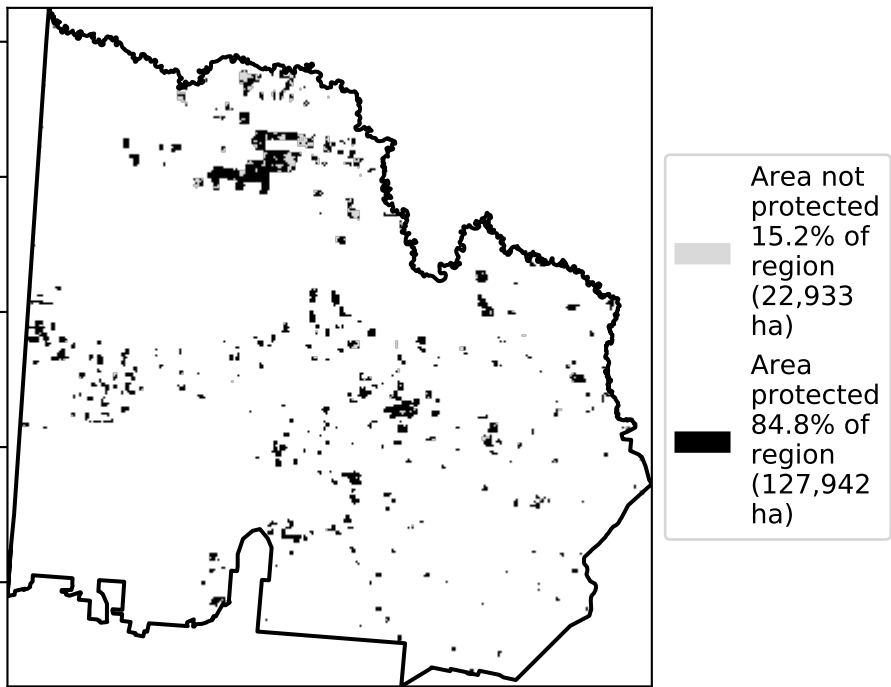 Area not
protected
15.2% of
region
(22,933
ha)
Area
protected
84.8% of
region
(127,942
ha)